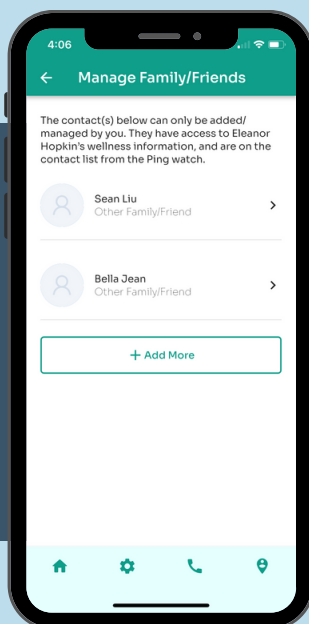 4:06
Manage Family/Friends
The contact(s) below can only be added/
managed by you. They have access to Eleanor
Hopkin's wellness information, and are on the
contact list from the Ping watch.
Sean Liu
Other Family/Friend
Bella Jean
Other Family/Friend
+ Add More